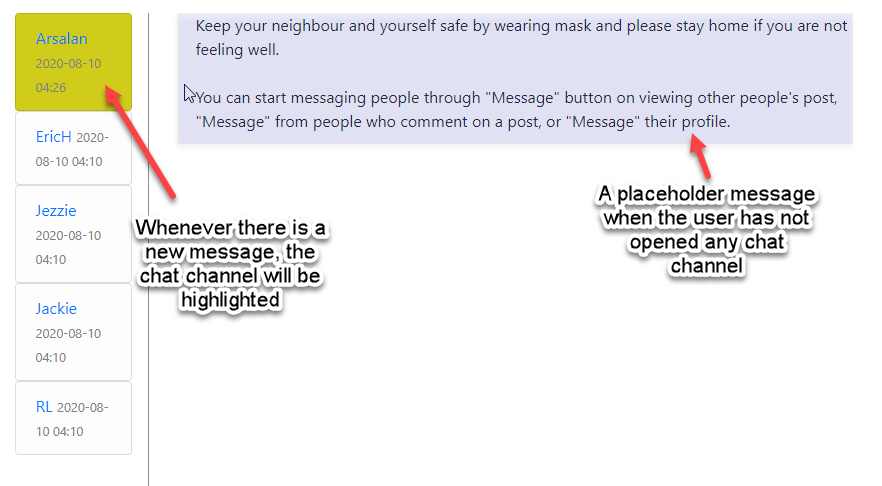 Arsalan
2020-08-10
04:26
EricH 2020-
08-10 04:10
Jezzie
2020-08-10
04:10
Jackie
2020-08-10
04:10
RL 2020-08-
10 04:10
Keep your neighbour and yourself safe by wearing mask and please stay home if you are not
feeling well.
You can start messaging people through "Message" button on viewing other people's post,
"Message" from people who comment on a post, or "Message" their profile.
Whenever there is a
new message, the
chat channel will be
highlighted
A placeholder message
when the user has not
opened any chat
channel